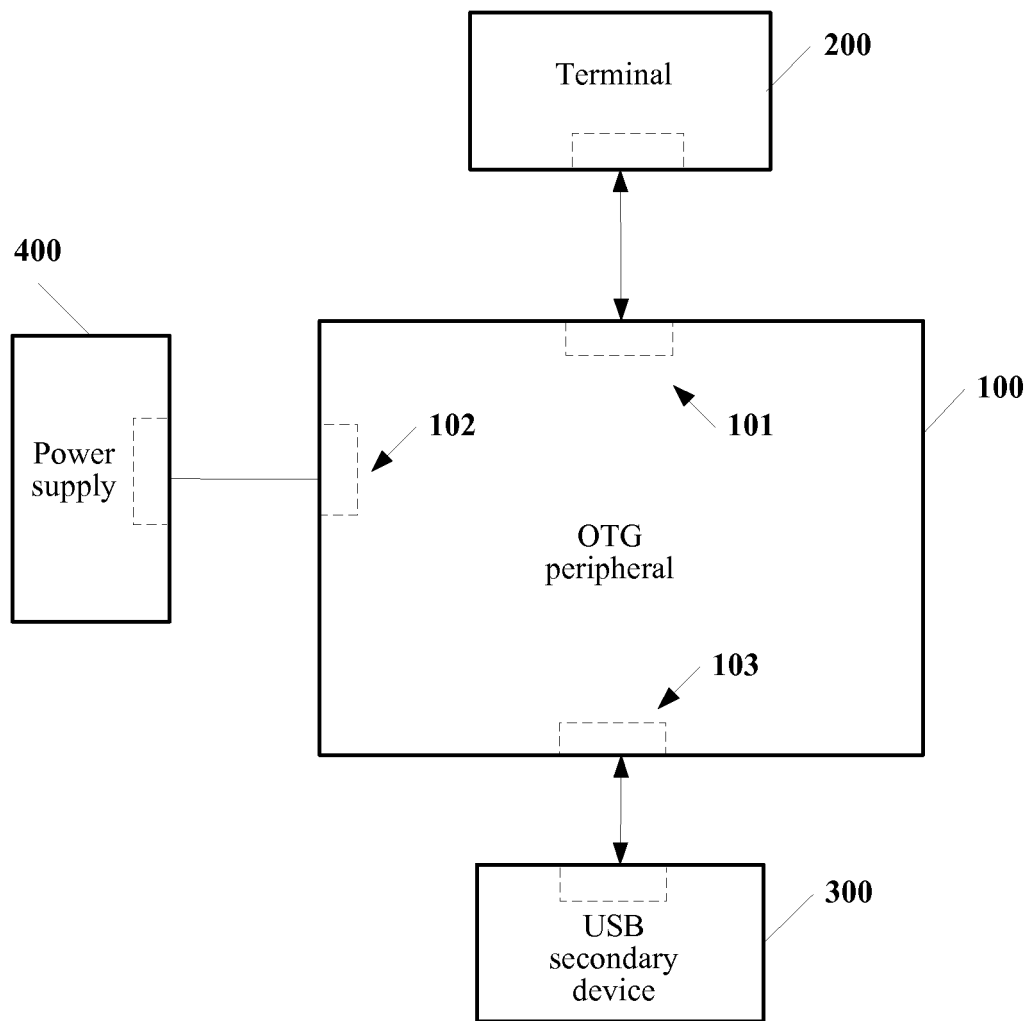 Terminal
200
400
100
101
102
Power
supply
OTG
peripheral
103
300
USB
secondary
device